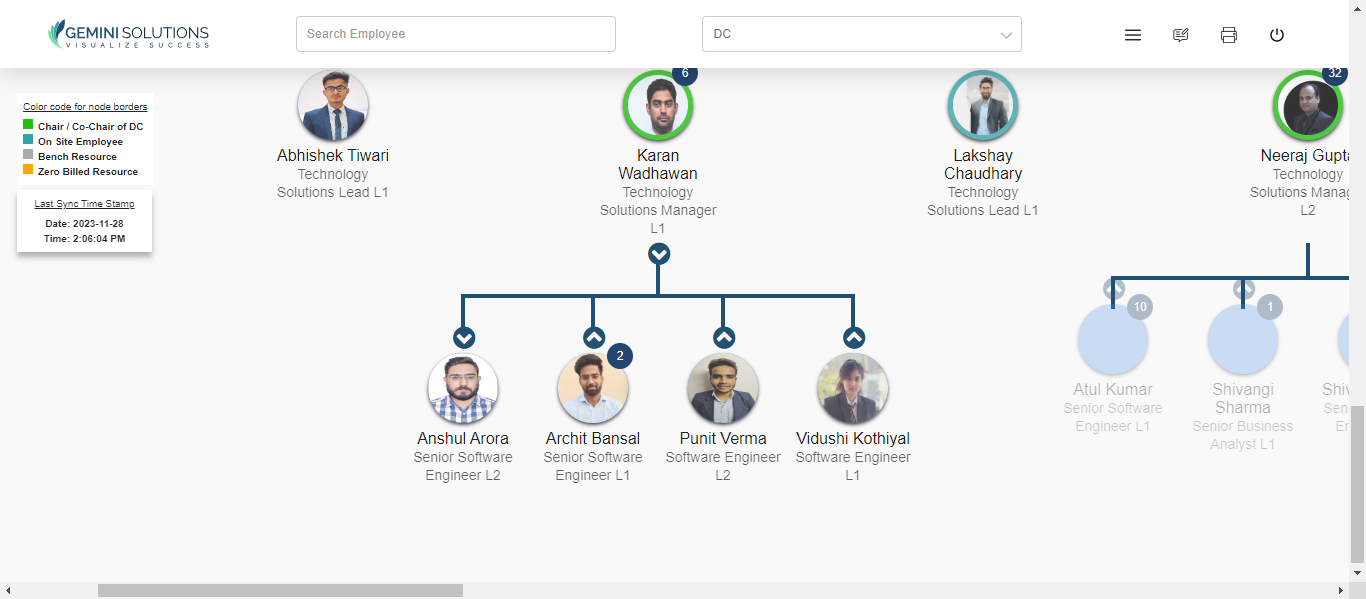 GEMINI SOLUTIONS
VISUALIZE SUCCESS
Search Employee
DC
Color code for node borders
Chair / Co-Chair of DC
On Site Employee
Bench Resource
Zero Billed Resource
Last Sync Time Stamp
Date: 2023-11-28
Time: 2:06:04 PM
Abhishek Tiwari
Technology
Solutions Lead L1
6
Karan
Wadhawan
Technology
Solutions Manager
L1
Lakshay
Chaudhary
Technology
Solutions Lead L1
32
Neeraj Gupta
Technology
Solutions Manag
L2
Anshul Arora
Senior Software
Engineer L2
2
Archit Bansal
Senior Software
Engineer L1
Punit Verma
Software Engineer
L2
Vidushi Kothiyal
Software Engineer
L1
10
Atul Kumar
Senior Software
Engineer L1
1
Shivangi
Sharma
Senior Business
Analyst L1
Shiv
Sen